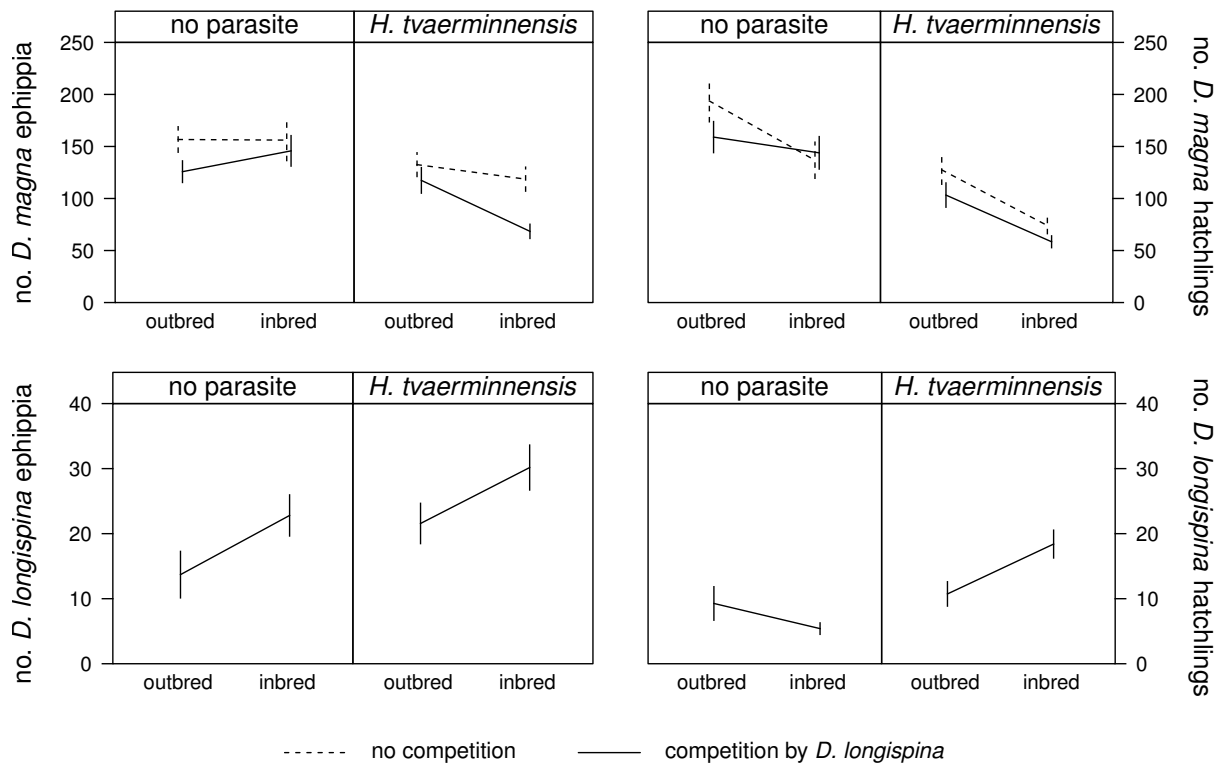 no parasite
H. tvaerminnensis
no parasite
H. tvaerminnensis
no. D. magna ephippia
250
200
150
100
50
0
250
200
150
100
50
0
no. D. magna hatchlings
outbred
inbred
outbred
inbred
outbred
inbred
outbred
inbred
no parasite
H. tvaerminnensis
no parasite
H. tvaerminnensis
no. D. longispina ephippia
40
30
20
10
0
40
30
20
10
0
no. D. longispina hatchlings
outbred
inbred
outbred
inbred
outbred
inbred
outbred
inbred
no competition
competition by D. longispina